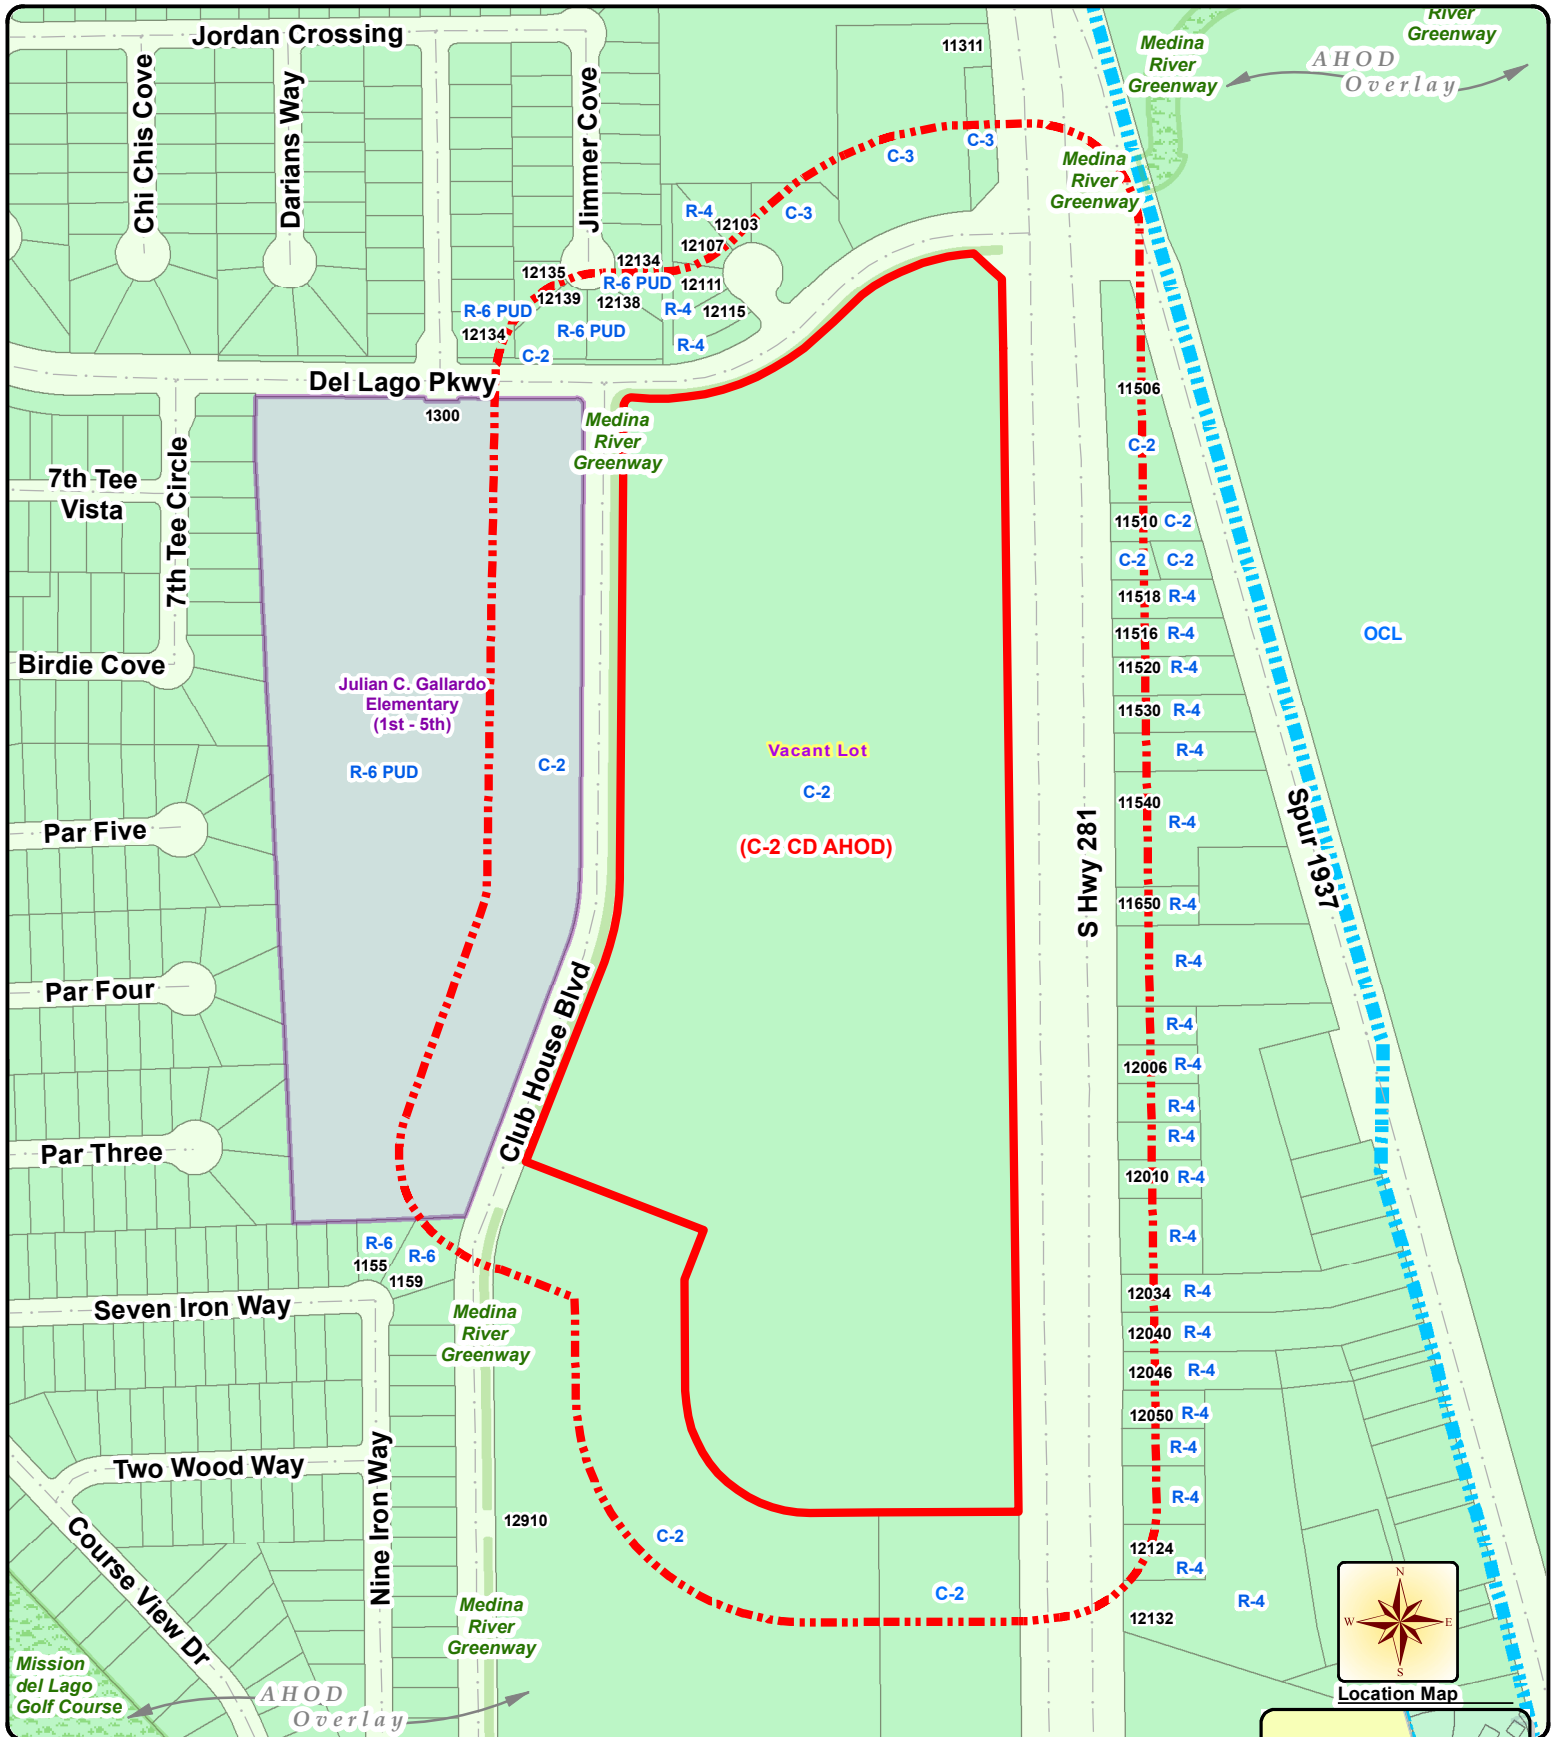 Jordan Crossing
Chi Chis Cove
Darians Way
Jimmer Cove
11311
Medina
River
Greenway
River
Greenway
AHOD
Overlay
C-3
C-3
C-3
Medina
River
Greenway
R-4
12103
12107
12134
12135
R-6 PUD
12111
12139
12138
R-4
12115
R-6 PUD
R-6 PUD
12134
C-2
R-4
Del Lago Pkwy
1300
Medina
River
Greenway
11506
C-2
7th Tee
Vista
7th Tee Circle
11510
C-2
C-2
C-2
11518
R-4
11516
R-4
OCL
11520
R-4
Birdie Cove
Julian C. Gallardo
Elementary
(1st - 5th)
11530
R-4
R-4
Vacant Lot
C-2
R-6 PUD
C-2
(C-2 CD AHOD)
11540
R-4
Par Five
S Hwy 281
Spur 1937
11650
R-4
R-4
Par Four
Club House Blvd
R-4
12006
R-4
R-4
R-4
Par Three
12010
R-4
R-4
R-6
R-6
1155
1159
12034
R-4
Seven Iron Way
Medina
River
Greenway
12040
R-4
12046
R-4
12050
R-4
R-4
Two Wood Way
Nine Iron Way
R-4
12910
C-2
12124
R-4
Course View Dr
C-2
R-4
12132
Medina
River
Greenway
Mission
del Lago
Golf Course
AHOD
Overlay
N
W
E
S
Location Map